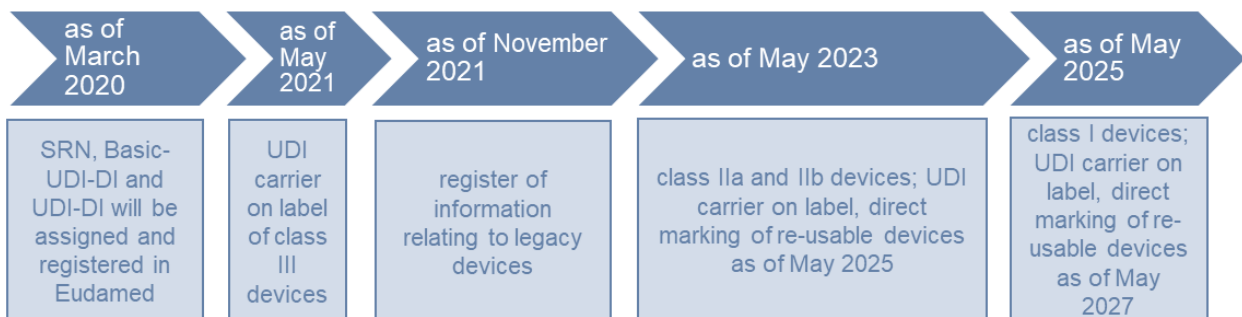 as of
March
2020
as of
May
2021
as of November
2021
as of May 2023
as of May
2025
SRN, Basic-
UDI-DI and
UDI-DI will be
assigned and
registered in
Eudamed
UDI
carrier
on label
of class
III
devices
register of
information
relating to legacy
devices
class IIa and IIb devices; UDI
carrier on label, direct
marking of re-usable devices
as of May 2025
class I devices;
UDI carrier on
label, direct
marking of re-
usable devices
as of May
2027